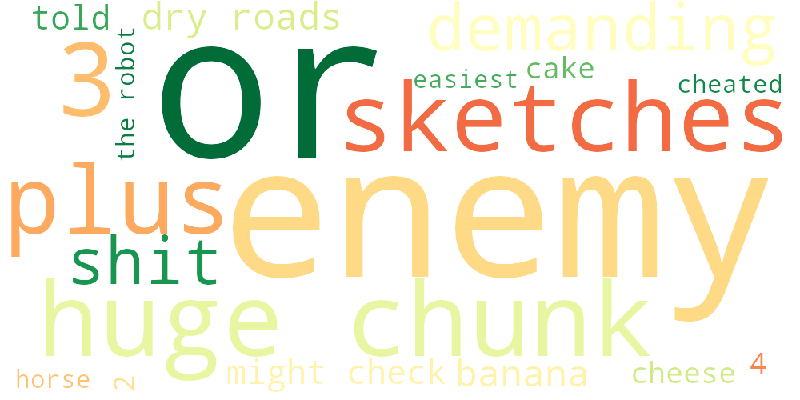 told
dry roads
demanding
3
the robot
or
easiest
cake
cheated
sketches
plus
enemy
shit
huge chunk
horse
2
might check
banana
cheese
4